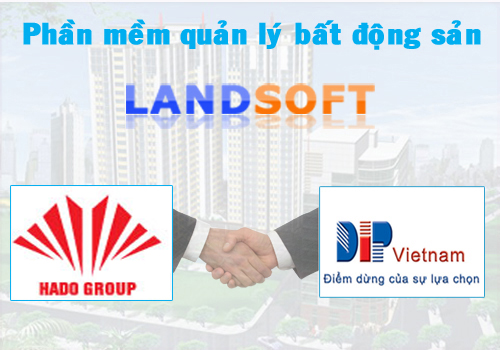 Phần mềm quản lý bất động sản
LANDSOFT
HADO GROUP
DIP Vietnam
Điểm dừng của sự lựa chọn